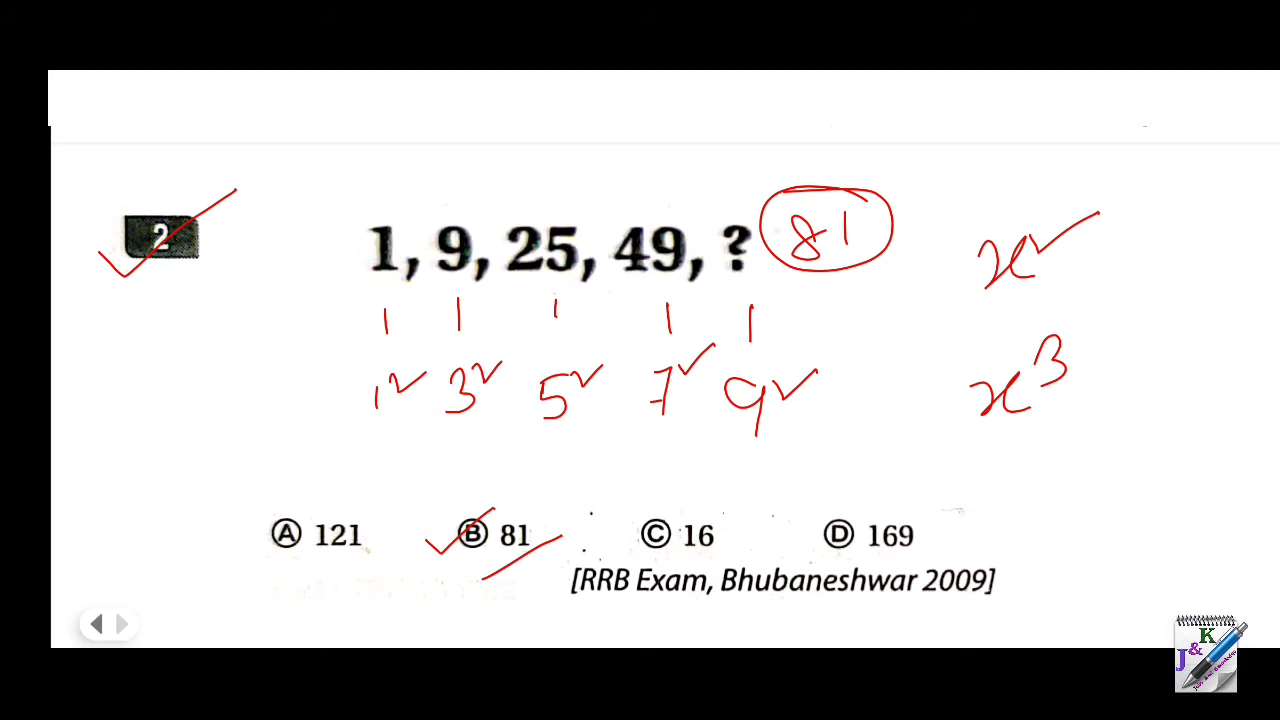 2
1, 9, 25, 49, ? 81
x²
1² 3² 5² 7² 9²
x³
Ⓐ 121 Ⓑ 81 Ⓒ 16 Ⓓ 169
[RRB Exam, Bhubaneshwar 2009]
J&K